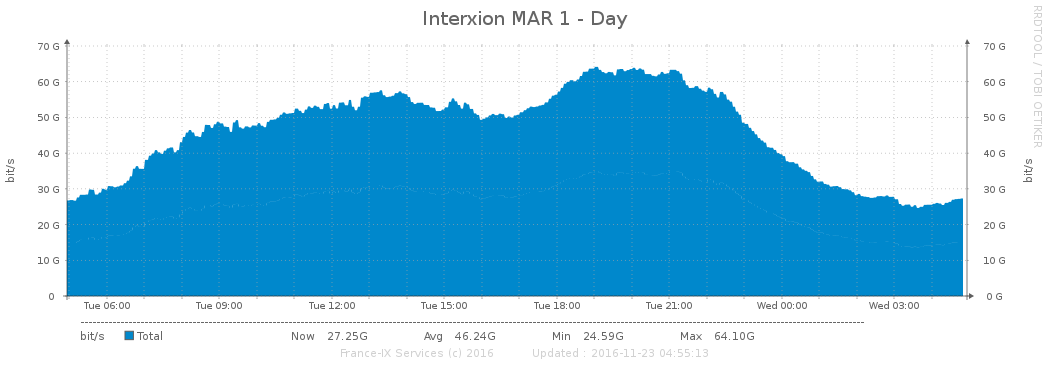 Interxion MAR 1 - Day
RRDTOOL / TOBI OETIKER
70 G 70 G
60 G 60 G
50 G 50 G
40 G 40 G
30 G 30 G
20 G 20 G
10 G 10 G
0 0 G
bit/s bit/s
Tue 06:00 Tue 09:00 Tue 12:00 Tue 15:00 Tue 18:00 Tue 21:00 Wed 00:00 Wed 03:00
bit/s Total Now 27.25G Avg 46.24G Min 24.59G Max 64.10G
France-IX Services (c) 2016 Updated : 2016-11-23 04:55:13